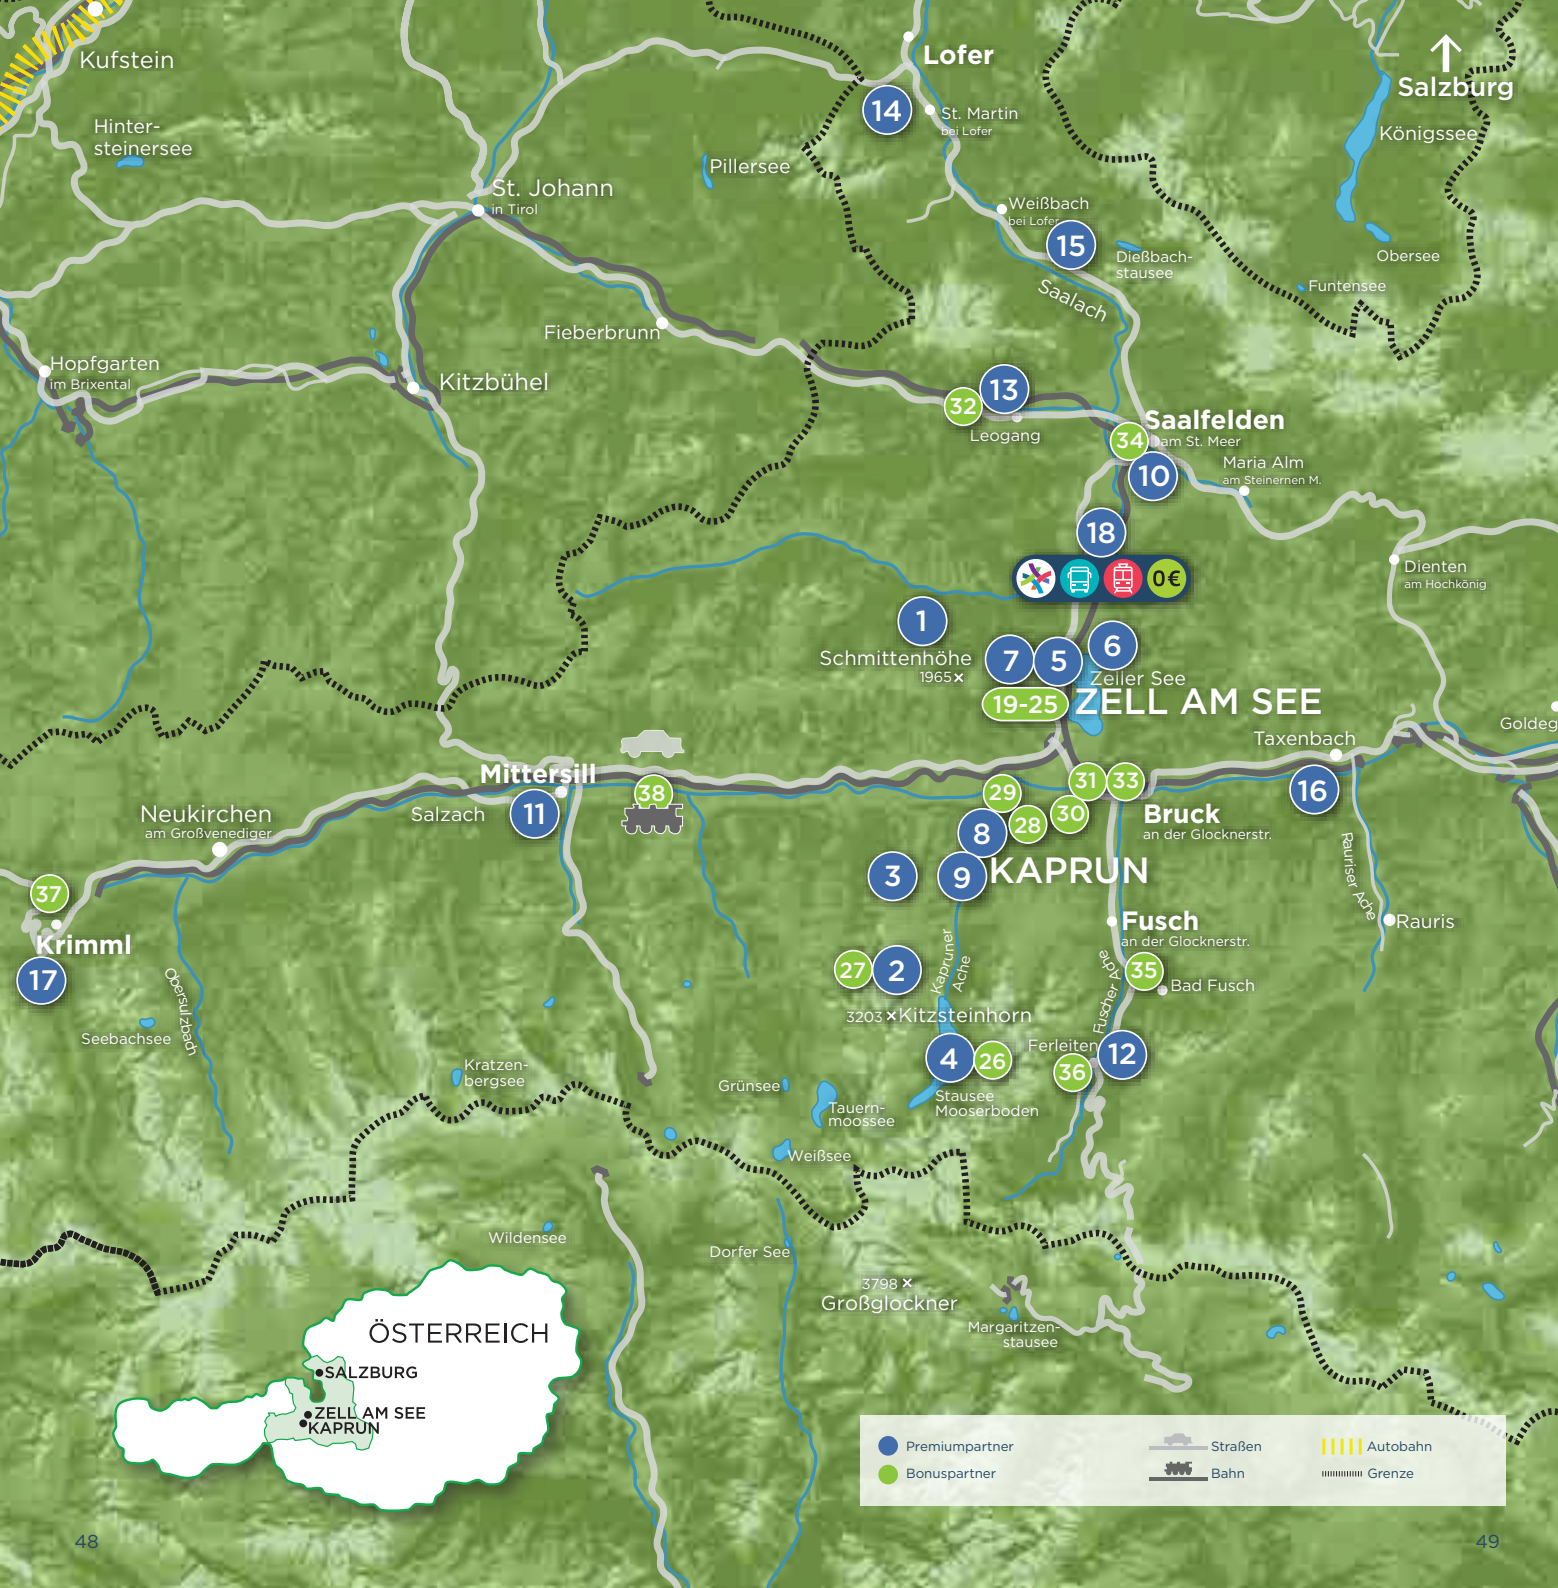 Kufstein
Hinter-
steinersee
Lofer
14
St. Martin
bei Lofer
Salzburg
Königssee
Pillersee
St. Johann
in Tirol
Weißbach
bei Lofer
15
Dießbach-
stausee
Obersee
Funtensee
Saalach
Fieberbrunn
Hopfgarten
im Brixental
Kitzbühel
13
32
Leogang
Saalfelden
am St. Meer
34
10
Maria Alm
am Steinernen M.
18
0€
Dienten
am Hochkönig
1
Schmittenhöhe
1965
7
5
6
Zeller See
19-25
ZELL AM SEE
Goldeg
Taxenbach
16
Mittersill
11
Salzach
38
Neukirchen
am Großvenediger
31
33
29
30
28
8
Bruck
an der Glocknerstr.
3
9
KAPRUN
Rauriser Ache
Rauris
37
Krimml
17
Fusch
an der Glocknerstr.
35
Bad Fusch
27
2
Kapruner
Ache
Fuscher Ache
3203
Kitzsteinhorn
Obersulzbach
Seebachsee
4
26
Ferleiten
12
36
Stausee
Mooserboden
Kratzen-
bergsee
Grünsee
Tauern-
moossee
Weißsee
Wildensee
Dorfer See
3798
Großglockner
Margaritzen-
stausee
ÖSTERREICH
SALZBURG
ZELL AM SEE
KAPRUN
Premiumpartner
Bonuspartner
Straßen
Bahn
Autobahn
Grenze
48
49